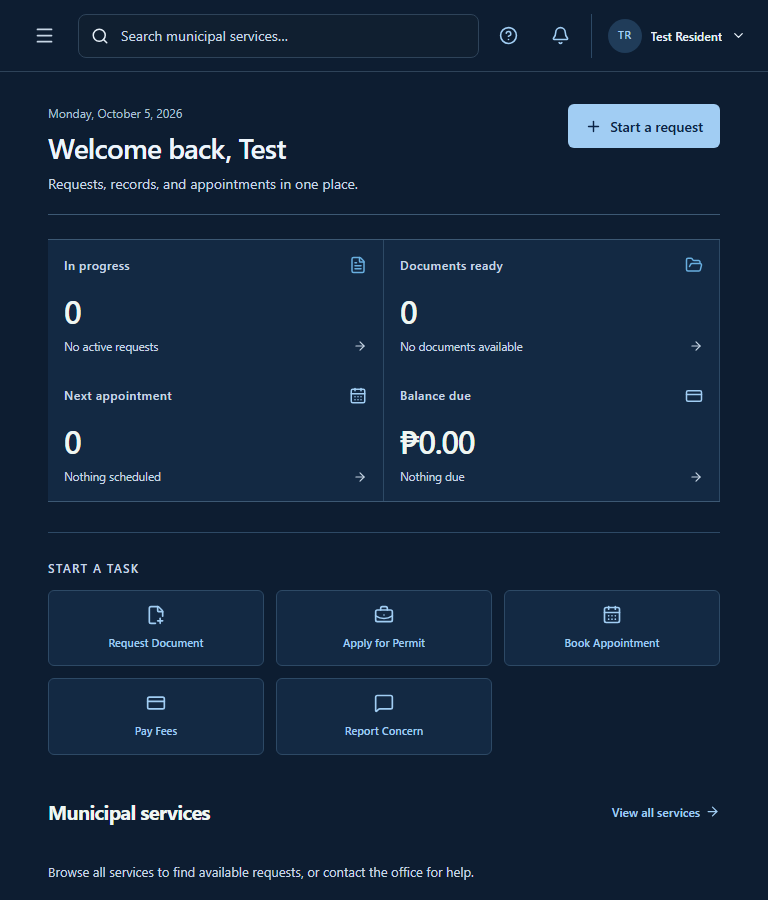 Search municipal services...
TR
Test Resident
Monday, October 5, 2026
Welcome back, Test
Requests, records, and appointments in one place.
Start a request
In progress
0
No active requests
Documents ready
0
No documents available
Next appointment
0
Nothing scheduled
Balance due
₱0.00
Nothing due
START A TASK
Request Document
Apply for Permit
Book Appointment
Pay Fees
Report Concern
Municipal services
View all services
Browse all services to find available requests, or contact the office for help.